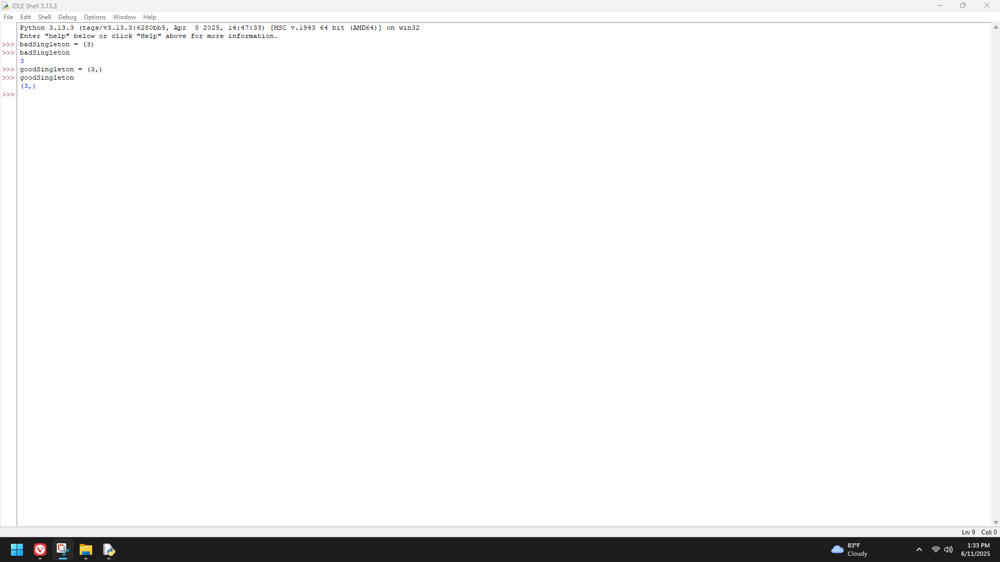 IDLE Shell 3.13.3
File Edit Shell Debug Options Window Help
Python 3.13.3 (tags/v3.13.3:6280bb5, Apr  8 2025, 14:47:33) [MSC v.1943 64 bit (AMD64)] on win32
Enter "help" below or click "Help" above for more information.
>>> badSingleton = (3)
>>> badSingleton
3
>>> goodSingleton = (3,)
>>> goodSingleton
(3,)
>>>
Ln: 9 Col: 0
83°F
Cloudy
1:33 PM
6/11/2025